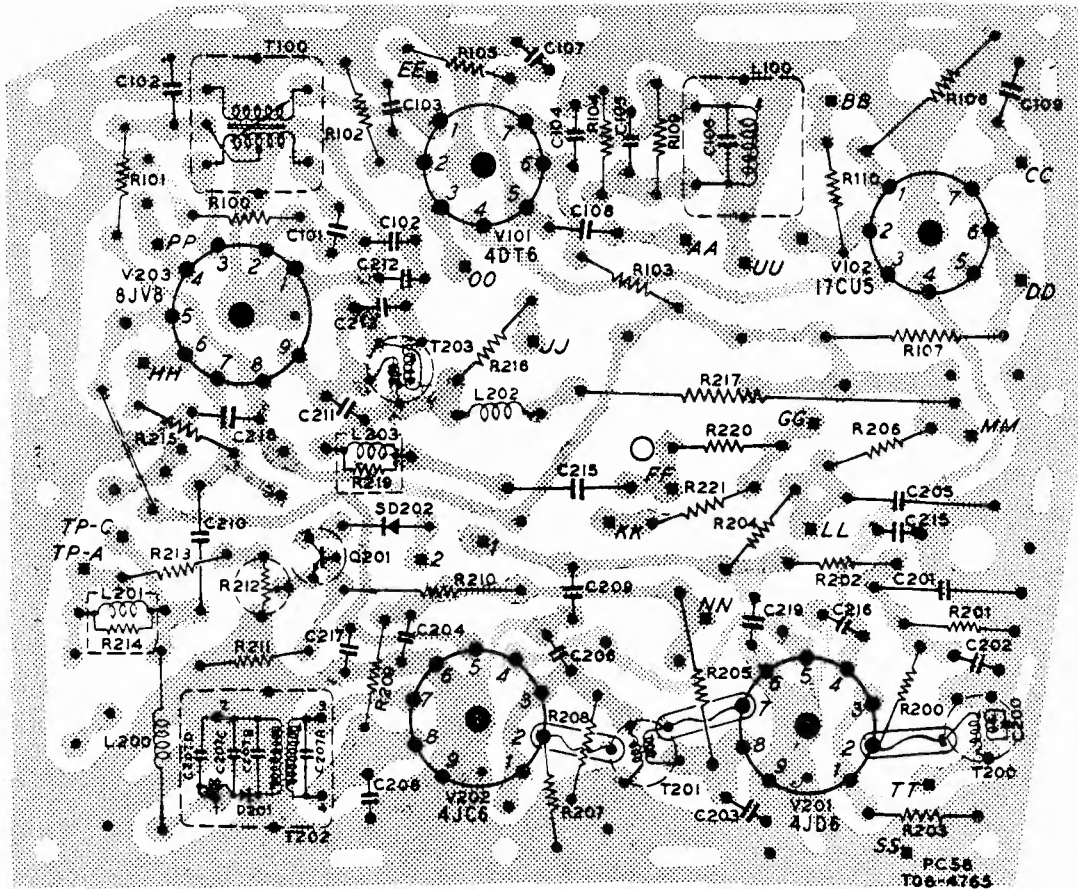 C102
T100
R102
R101
R100
C101
C103
EE
R105
C107
1
2
3
4
5
6
7
V101
4DT6
C104
R104
C105
R109
L100
C106
BB
R106
C109
R110
CC
1
2
3
4
5
6
7
V102
17CU5
DD
PP
V203
8JV8
1
2
3
4
5
6
7
8
9
HH
C102
C212
OO
C108
R103
AA
UU
T203
R216
JJ
R107
R217
L202
C211
R215
C218
L203
R219
R220
GG
R206
MM
FF
C215
R221
R204
KK
LL
C205
C215
TP-C
TP-A
C210
R213
R212
SD202
Q201
2
1
R210
C209
R202
C201
L201
R214
R211
C217
C204
C206
NN
C219
C216
R201
C202
R205
R200
L200
T202
D201
C208
1
2
3
4
5
6
7
8
9
4JC6
R208
R207
T201
C203
1
2
3
4
5
6
7
8
9
V201
4JD6
T200
TT
R203
SS
PC58
T06-4765